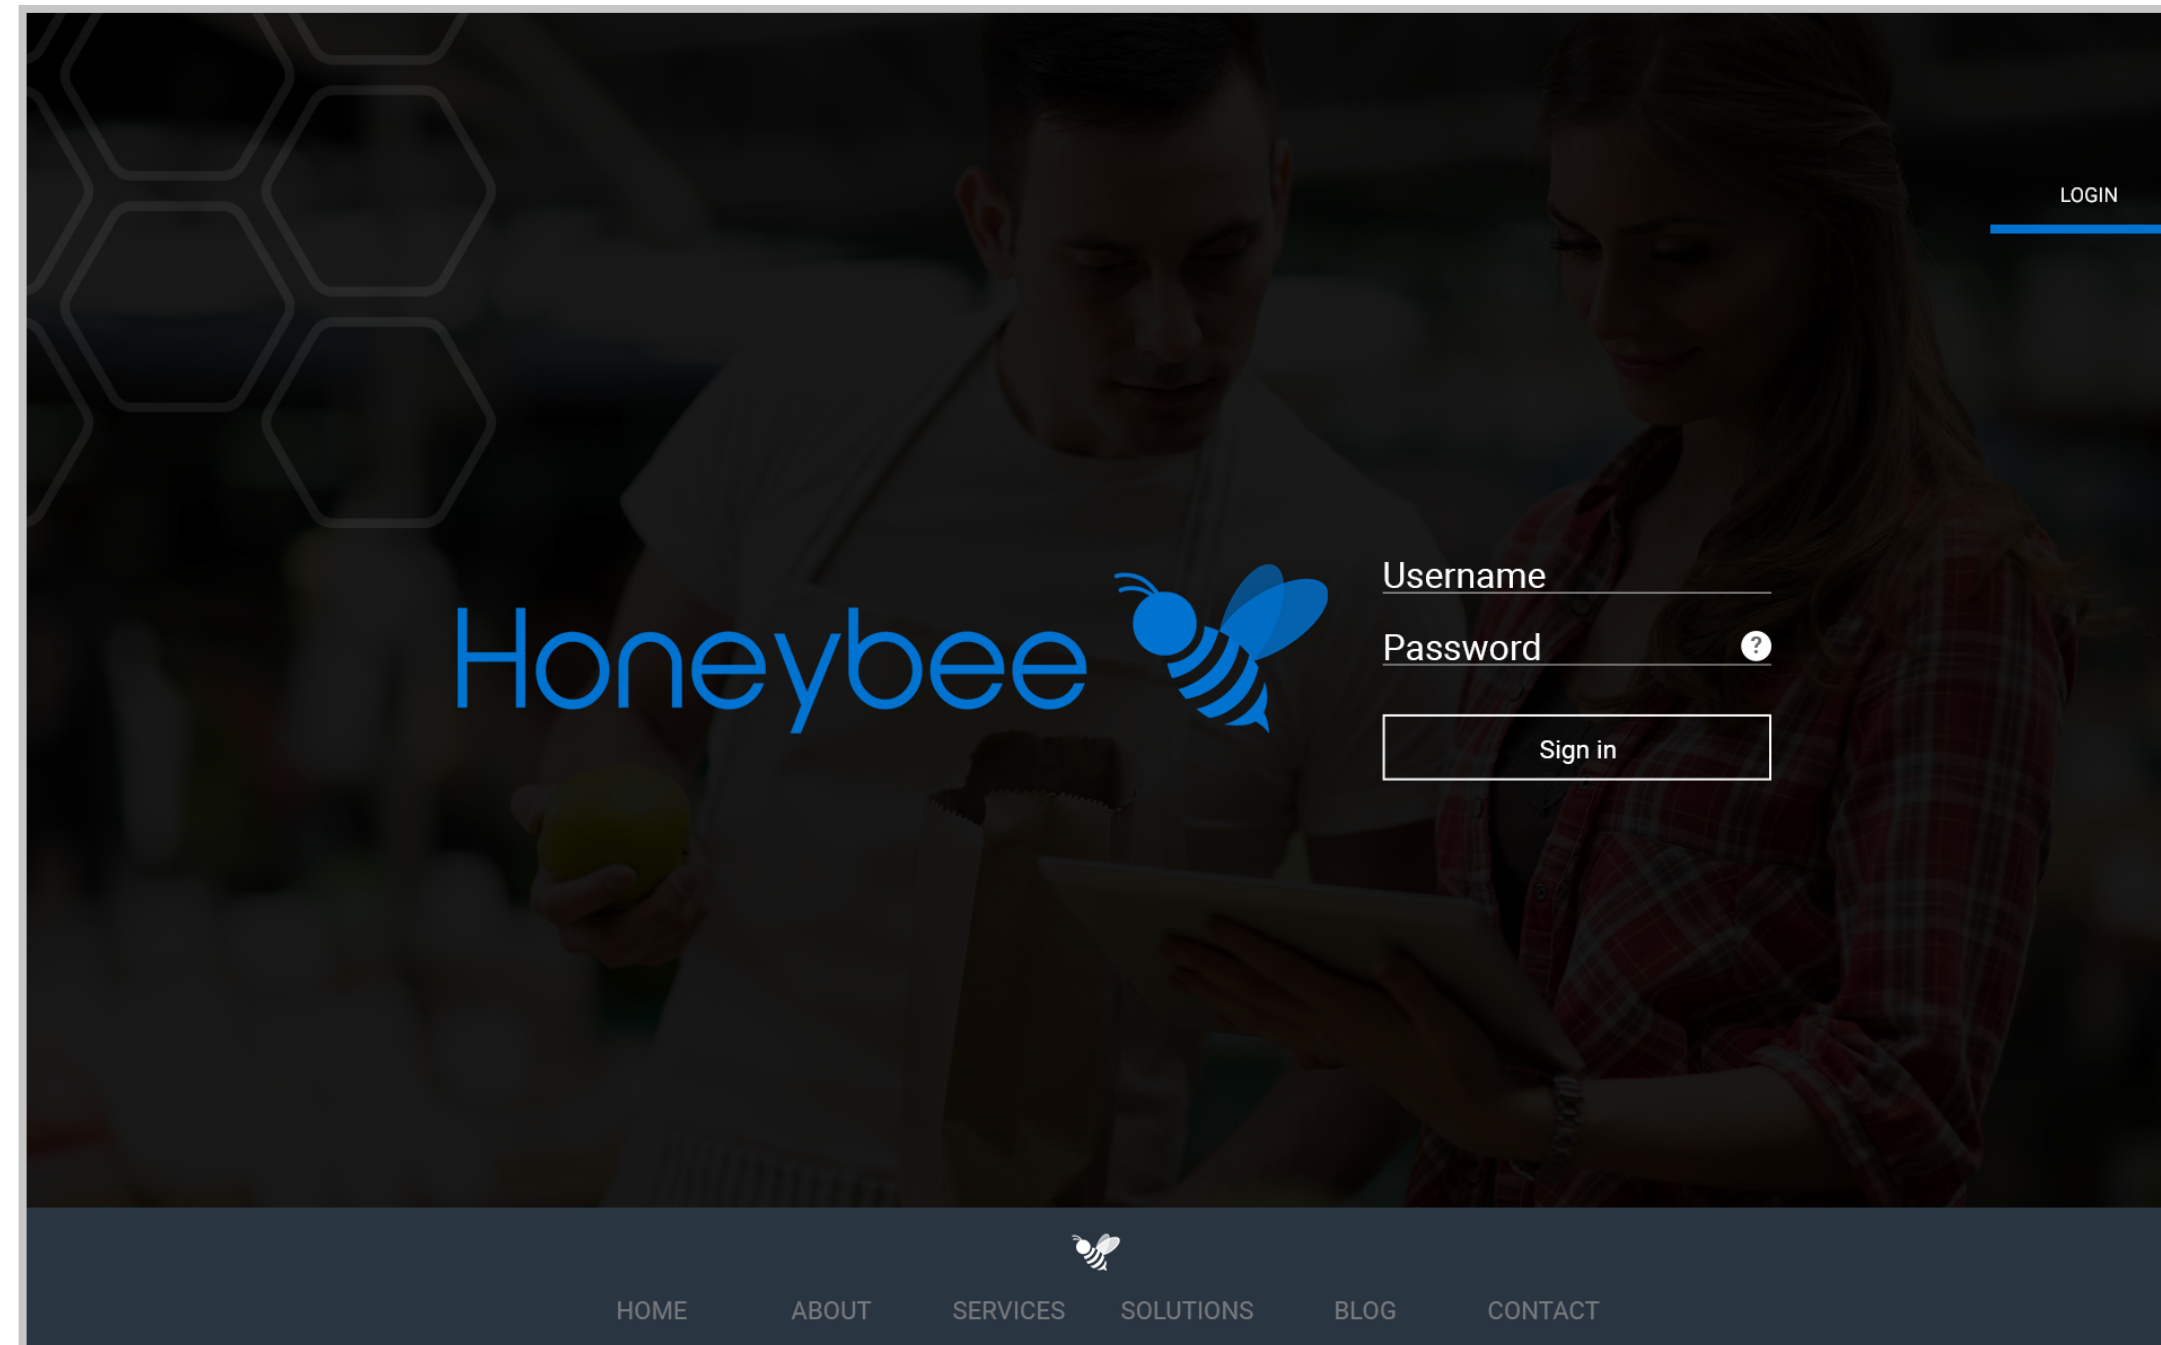 LOGIN
Honeybee
Username
Password ?
Sign in
HOME ABOUT SERVICES SOLUTIONS BLOG CONTACT